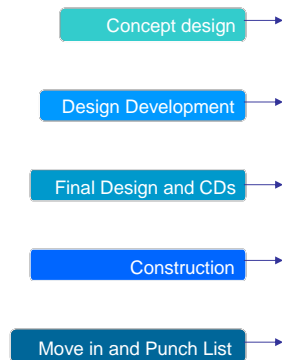 Concept design
Design Development
Final Design and CDs
Construction
Move in and Punch List